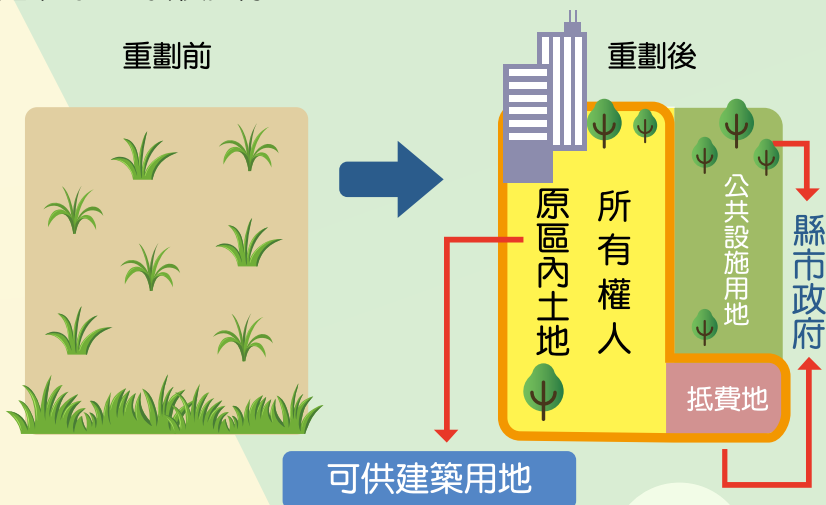 重劃前
重劃後
原區內土地
所有權人
公共設施用地
縣市政府
抵費地
可供建築用地